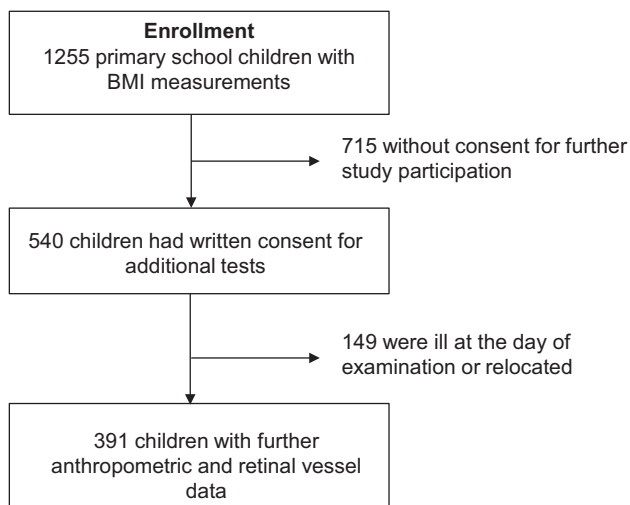 Enrollment
1255 primary school children with
BMI measurements
715 without consent for further
study participation
540 children had written consent for
additional tests
149 were ill at the day of
examination or relocated
391 children with further
anthropometric and retinal vessel
data